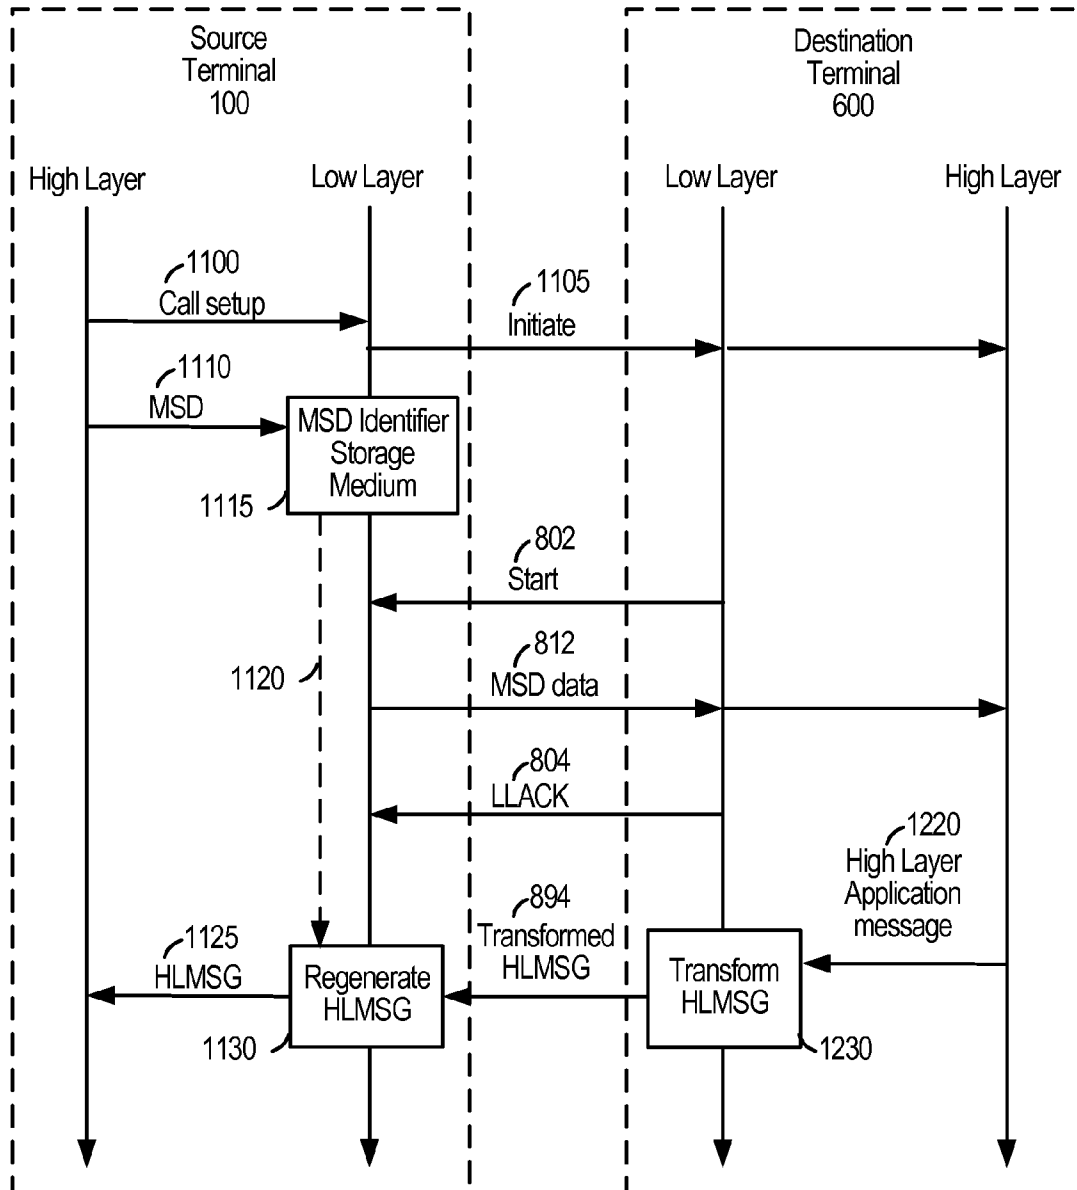 Source
Terminal
100
Destination
Terminal
600
High Layer
Low Layer
Low Layer
High Layer
1100
Call setup
1105
Initiate
1110
MSD
MSD Identifier
Storage
Medium
1115
802
Start
812
MSD data
1120
804
LLACK
1220
High Layer
Application
message
894
Transformed
HLMSG
1125
HLMSG
Regenerate
HLMSG
Transform
HLMSG
1130
1230